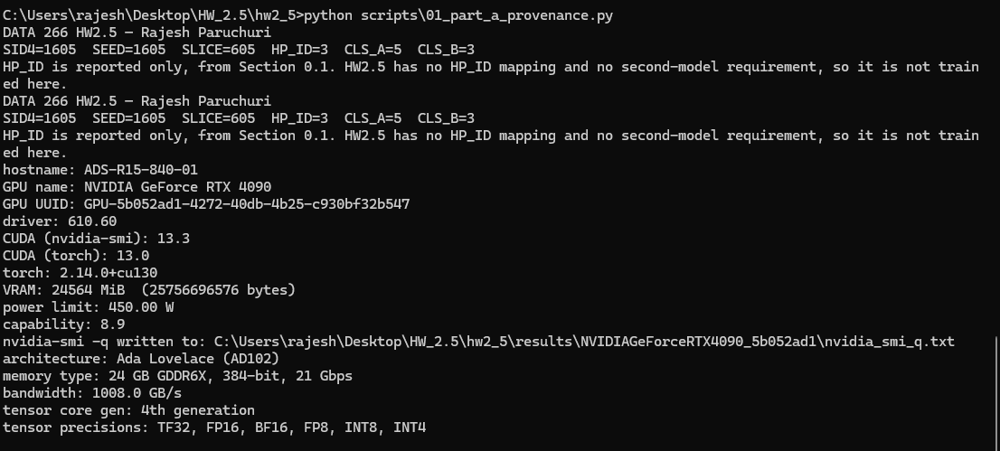 C:\Users\rajesh\Desktop\HW_2.5\hw2_5>python scripts\01_part_a_provenance.py
DATA 266 HW2.5 — Rajesh Paruchuri
SID4=1605  SEED=1605  SLICE=605  HP_ID=3  CLS_A=5  CLS_B=3
HP_ID is reported only, from Section 0.1. HW2.5 has no HP_ID mapping and no second-model requirement, so it is not train
ed here.
DATA 266 HW2.5 — Rajesh Paruchuri
SID4=1605  SEED=1605  SLICE=605  HP_ID=3  CLS_A=5  CLS_B=3
HP_ID is reported only, from Section 0.1. HW2.5 has no HP_ID mapping and no second-model requirement, so it is not train
ed here.
hostname: ADS-R15-840-01
GPU name: NVIDIA GeForce RTX 4090
GPU UUID: GPU-5b052ad1-4272-40db-4b25-c930bf32b547
driver: 610.60
CUDA (nvidia-smi): 13.3
CUDA (torch): 13.0
torch: 2.14.0+cu130
VRAM: 24564 MiB  (25756696576 bytes)
power limit: 450.00 W
capability: 8.9
nvidia-smi -q written to: C:\Users\rajesh\Desktop\HW_2.5\hw2_5\results\NVIDIAGeForceRTX4090_5b052ad1\nvidia_smi_q.txt
architecture: Ada Lovelace (AD102)
memory type: 24 GB GDDR6X, 384-bit, 21 Gbps
bandwidth: 1008.0 GB/s
tensor core gen: 4th generation
tensor precisions: TF32, FP16, BF16, FP8, INT8, INT4